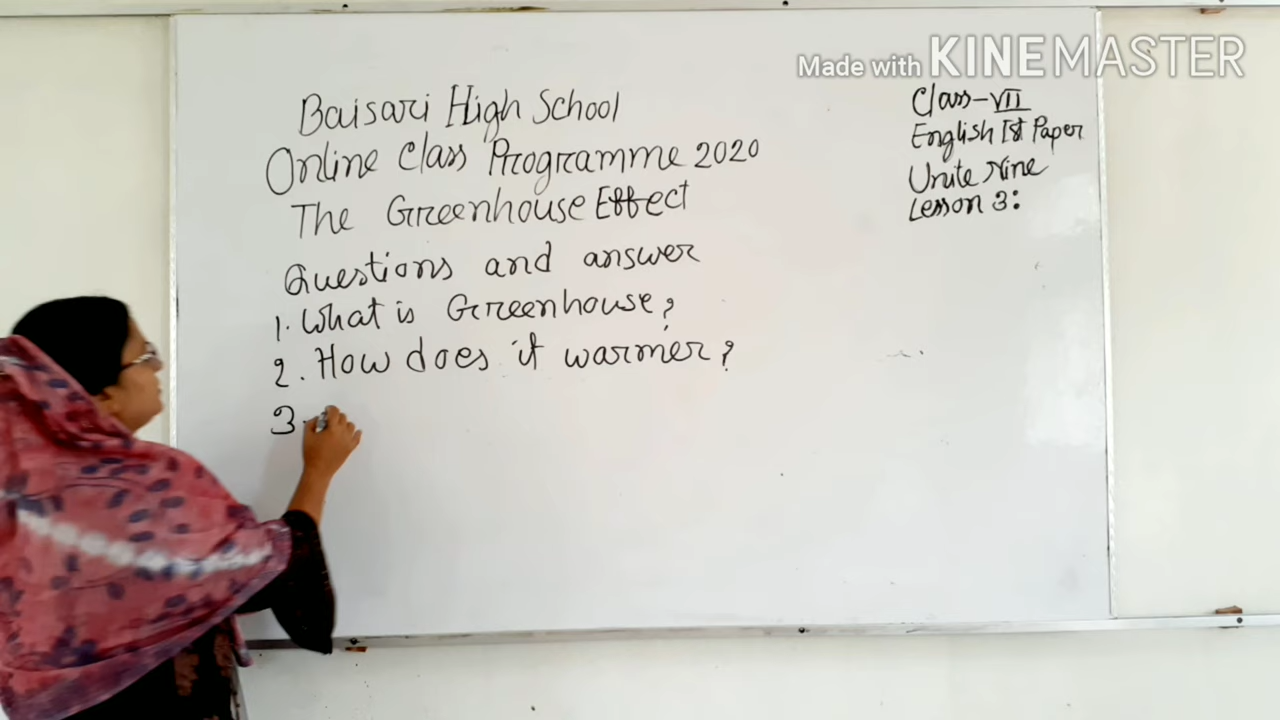 Made with KINEMASTER
Baisari High School
Online Class Programme 2020
The Greenhouse Effect
Questions and answer
1. What is Greenhouse?
2. How does it warmer?
3.
Class-VII
English Ist Paper
Unite Nine
Lesson 3: